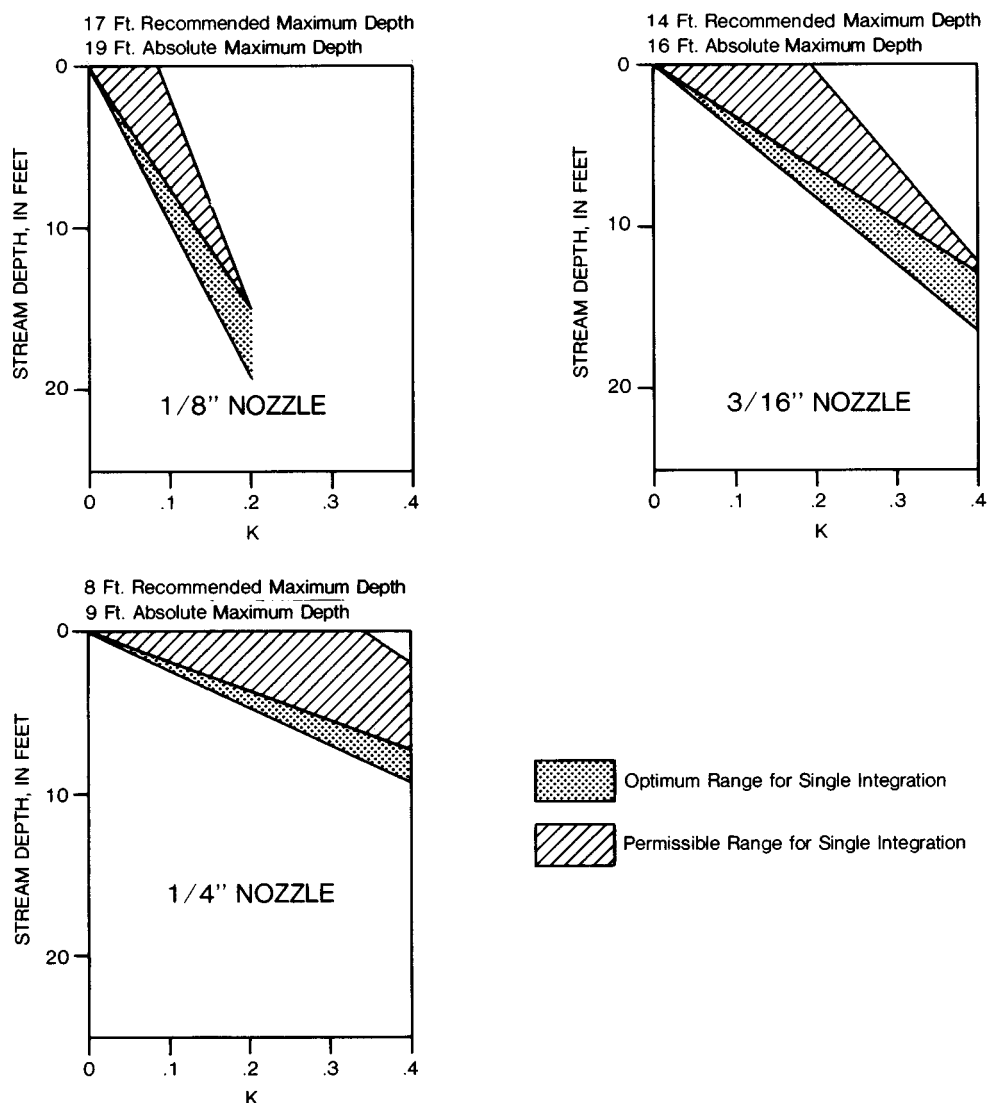 17 Ft. Recommended Maximum Depth
19 Ft. Absolute Maximum Depth
0
10
20
STREAM DEPTH, IN FEET
1/8" NOZZLE
0 .1 .2 .3 .4
K
14 Ft. Recommended Maximum Depth
16 Ft. Absolute Maximum Depth
0
10
20
STREAM DEPTH, IN FEET
3/16" NOZZLE
0 .1 .2 .3 .4
K
8 Ft. Recommended Maximum Depth
9 Ft. Absolute Maximum Depth
0
10
20
STREAM DEPTH, IN FEET
1/4" NOZZLE
0 .1 .2 .3 .4
K
Optimum Range for Single Integration
Permissible Range for Single Integration